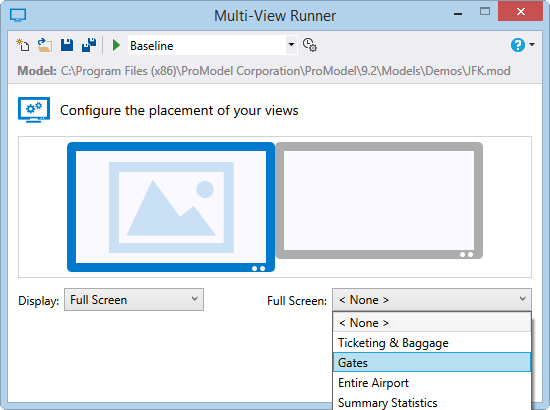 Multi-View Runner
Baseline
Model: C:\Program Files (x86)\ProModel Corporation\ProModel\9.2\Models\Demos\JFK.mod
Configure the placement of your views
Display: Full Screen Full Screen: < None >
< None >
Ticketing & Baggage
Gates
Entire Airport
Summary Statistics